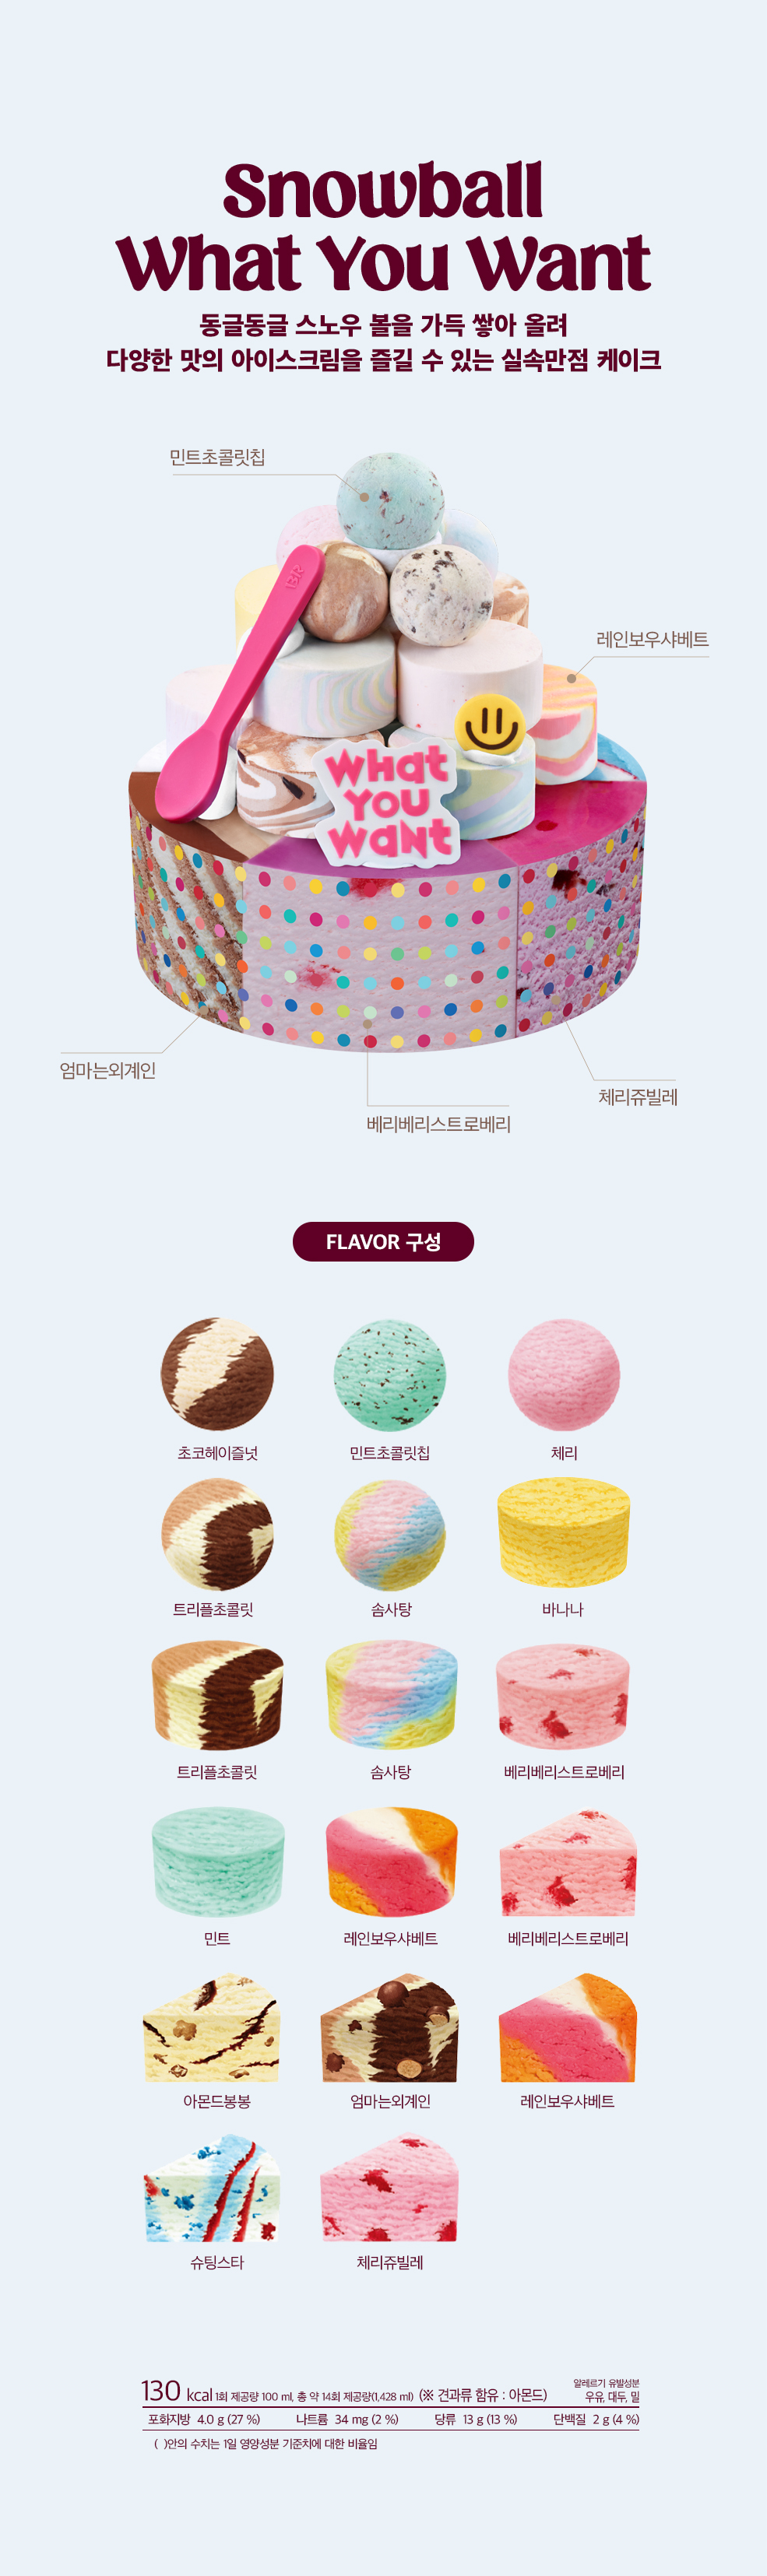 Snowball
What You Want
동글동글 스노우 볼을 가득 쌓아 올려
다양한 맛의 아이스크림을 즐길 수 있는 실속만점 케이크
민트초콜릿칩
BR
레인보우샤베트
What
You
WaNt
엄마는외계인
체리쥬빌레
베리베리스트로베리
FLAVOR 구성
초코헤이즐넛 민트초콜릿칩 체리
트리플초콜릿 솜사탕 바나나
트리플초콜릿 솜사탕 베리베리스트로베리
민트 레인보우샤베트 베리베리스트로베리
아몬드봉봉 엄마는외계인 레인보우샤베트
슈팅스타 체리쥬빌레
알레르기 유발성분
130 kcal 1회 제공량 100 ml, 총 약 14회 제공량(1,428 ml) (※ 견과류 함유 : 아몬드) 우유, 대두, 밀
포화지방 4.0 g (27 %) 나트륨 34 mg (2 %) 당류 13 g (13 %) 단백질 2 g (4 %)
( )안의 수치는 1일 영양성분 기준치에 대한 비율임